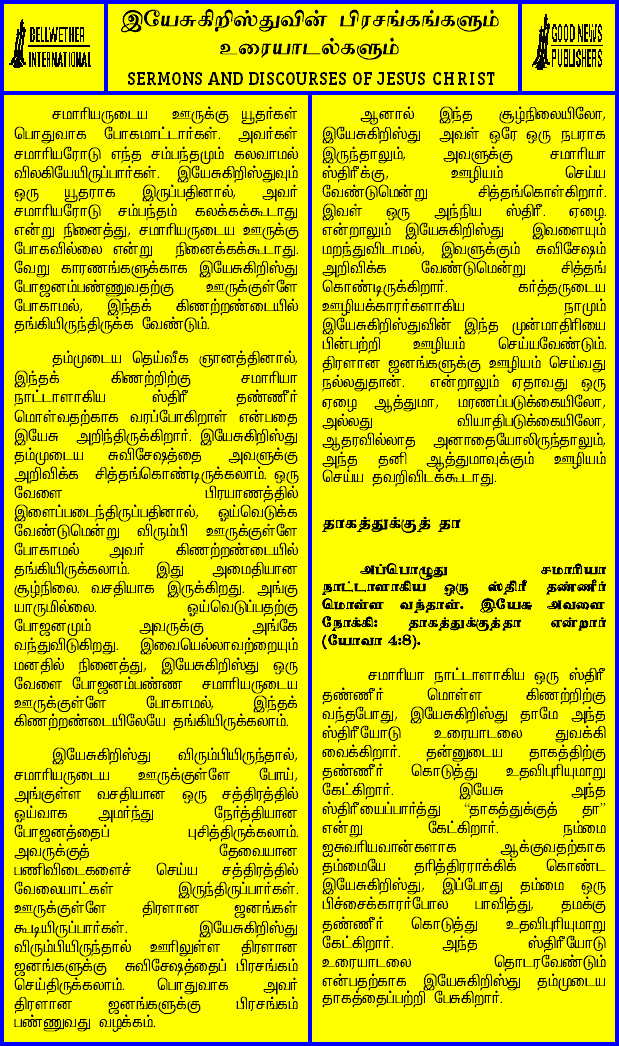 BELLWETHER
INTERNATIONAL
இயேசுகிறிஸ்துவின் பிரசங்கங்களும்
உரையாடல்களும்
SERMONS AND DISCOURSES OF JESUS CHRIST
GOOD NEWS
PUBLISHERS
சமாரியருடைய ஊருக்கு யூதர்கள்
பொதுவாக போகமாட்டார்கள். அவர்கள்
சமாரியரோடு எந்த சம்பந்தமும் கலவாமல்
விலகியேயிருப்பார்கள். இயேசுகிறிஸ்துவும்
ஒரு யூதராக இருப்பதினால், அவர்
சமாரியரோடு சம்பந்தம் கலக்கக்கூடாது
என்று நினைத்து, சமாரியருடைய ஊருக்கு
போகவில்லை என்று நினைக்கக்கூடாது.
வேறு காரணங்களுக்காக இயேசுகிறிஸ்து
போஜனம்பண்ணுவதற்கு ஊருக்குள்ளே
போகாமல், இந்தக் கிணற்றண்டையில்
தங்கியிருந்திருக்க வேண்டும்.
தம்முடைய தெய்வீக ஞானத்தினால்,
இந்தக் கிணற்றிற்கு சமாரியா
நாட்டாளாகிய ஸ்திரீ தண்ணீர்
மொள்வதற்காக வரப்போகிறாள் என்பதை
இயேசு அறிந்திருக்கிறார். இயேசுகிறிஸ்து
தம்முடைய சுவிசேஷத்தை அவளுக்கு
அறிவிக்க சித்தங்கொண்டிருக்கலாம். ஒரு
வேளை பிரயாணத்தில்
இளைப்படைந்திருப்பதினால், ஓய்வெடுக்க
வேண்டுமென்று விரும்பி ஊருக்குள்ளே
போகாமல் அவர் கிணற்றண்டையில்
தங்கியிருக்கலாம். இது அமைதியான
சூழ்நிலை. வசதியாக இருக்கிறது. அங்கு
யாருமில்லை. ஓய்வெடுப்பதற்கு
போஜனமும் அவருக்கு அங்கே
வந்துவிடுகிறது. இவையெல்லாவற்றையும்
மனதில் நினைத்து, இயேசுகிறிஸ்து ஒரு
வேளை போஜனம்பண்ண சமாரியருடைய
ஊருக்குள்ளே போகாமல், இந்தக்
கிணற்றண்டையிலேயே தங்கியிருக்கலாம்.
இயேசுகிறிஸ்து விரும்பியிருந்தால்,
சமாரியருடைய ஊருக்குள்ளே போய்,
அங்குள்ள வசதியான ஒரு சத்திரத்தில்
ஓய்வாக அமர்ந்து நேர்த்தியான
போஜனத்தைப் புசித்திருக்கலாம்.
அவருக்குத் தேவையான
பணிவிடைகளைச் செய்ய சத்திரத்தில்
வேலையாட்கள் இருந்திருப்பார்கள்.
ஊருக்குள்ளே திரளான ஜனங்கள்
கூடியிருப்பார்கள். இயேசுகிறிஸ்து
விரும்பியிருந்தால் ஊரிலுள்ள திரளான
ஜனங்களுக்கு சுவிசேஷத்தைப் பிரசங்கம்
செய்திருக்கலாம். பொதுவாக அவர்
திரளான ஜனங்களுக்கு பிரசங்கம்
பண்ணுவது வழக்கம்.
ஆனால் இந்த சூழ்நிலையிலோ,
இயேசுகிறிஸ்து அவள் ஒரே ஒரு நபராக
இருந்தாலும், அவளுக்கு சமாரியா
ஸ்திரீக்கு, ஊழியம் செய்ய
வேண்டுமென்று சித்தங்கொள்கிறார்.
இவள் ஒரு அந்நிய ஸ்திரீ. ஏழை.
என்றாலும் இயேசுகிறிஸ்து இவளையும்
மறந்துவிடாமல், இவளுக்கும் சுவிசேஷம்
அறிவிக்க வேண்டுமென்று சித்தங்
கொண்டிருக்கிறார். கர்த்தருடைய
ஊழியக்காரர்களாகிய நாமும்
இயேசுகிறிஸ்துவின் இந்த முன்மாதிரியை
பின்பற்றி ஊழியம் செய்யவேண்டும்.
திரளான ஜனங்களுக்கு ஊழியம் செய்வது
நல்லதுதான். என்றாலும் ஏதாவது ஒரு
ஏழை ஆத்துமா, மரணப்படுக்கையிலோ,
அல்லது வியாதிபடுக்கையிலோ,
ஆதரவில்லாத அனாதையோலிருந்தாலும்,
அந்த தனி ஆத்துமாவுக்கும் ஊழியம்
செய்ய தவறிவிடக்கூடாது.
தாகத்துக்குத் தா
அப்பொழுது சமாரியா
நாட்டாளாகிய ஒரு ஸ்திரீ தண்ணீர்
மொள்ள வந்தாள். இயேசு அவளை
நோக்கி: தாகத்துக்குத்தா என்றார்
(யோவா 4:8).
சமாரியா நாட்டாளாகிய ஒரு ஸ்திரீ
தண்ணீர் மொள்ள கிணற்றிற்கு
வந்தபோது, இயேசுகிறிஸ்து தாமே அந்த
ஸ்திரீயோடு உரையாடலை துவக்கி
வைக்கிறார். தன்னுடைய தாகத்திற்கு
தண்ணீர் கொடுத்து உதவிபுரியுமாறு
கேட்கிறார். இயேசு அந்த
ஸ்திரீயைப்பார்த்து “தாகத்துக்குத் தா”
என்று கேட்கிறார். நம்மை
ஐசுவரியவான்களாக ஆக்குவதற்காக
தம்மையே தரித்திரராக்கிக் கொண்ட
இயேசுகிறிஸ்து, இப்போது தம்மை ஒரு
பிச்சைக்காரர்போல பாவித்து, தமக்கு
தண்ணீர் கொடுத்து உதவிபுரியுமாறு
கேட்கிறார். அந்த ஸ்திரீயோடு
உரையாலை தொடரவேண்டும்
என்பதற்காக இயேசுகிறிஸ்து தம்முடைய
தாகத்தைப்பற்றி பேசுகிறார்.